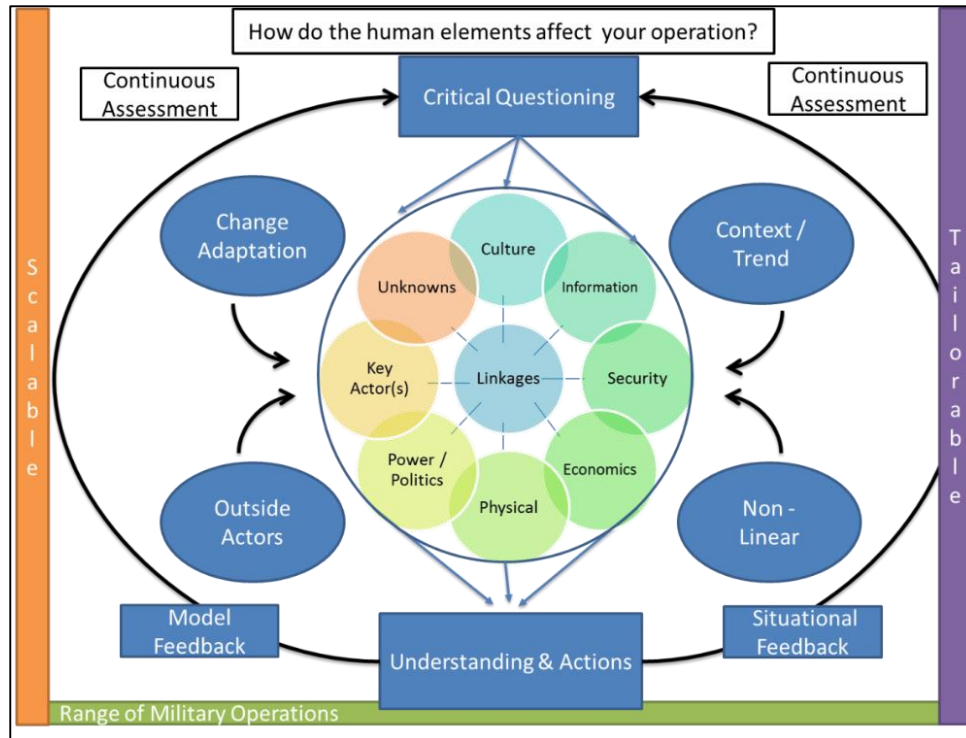 How do the human elements affect your operation?
Continuous
Assessment
Critical Questioning
Continuous
Assessment
Scalable
Tailorable
Change
Adaptation
Context /
Trend
Culture
Unknowns
Information
Key
Actor(s)
Linkages
Security
Power /
Politics
Economics
Physical
Outside
Actors
Non -
Linear
Model
Feedback
Situational
Feedback
Understanding & Actions
Range of Military Operations